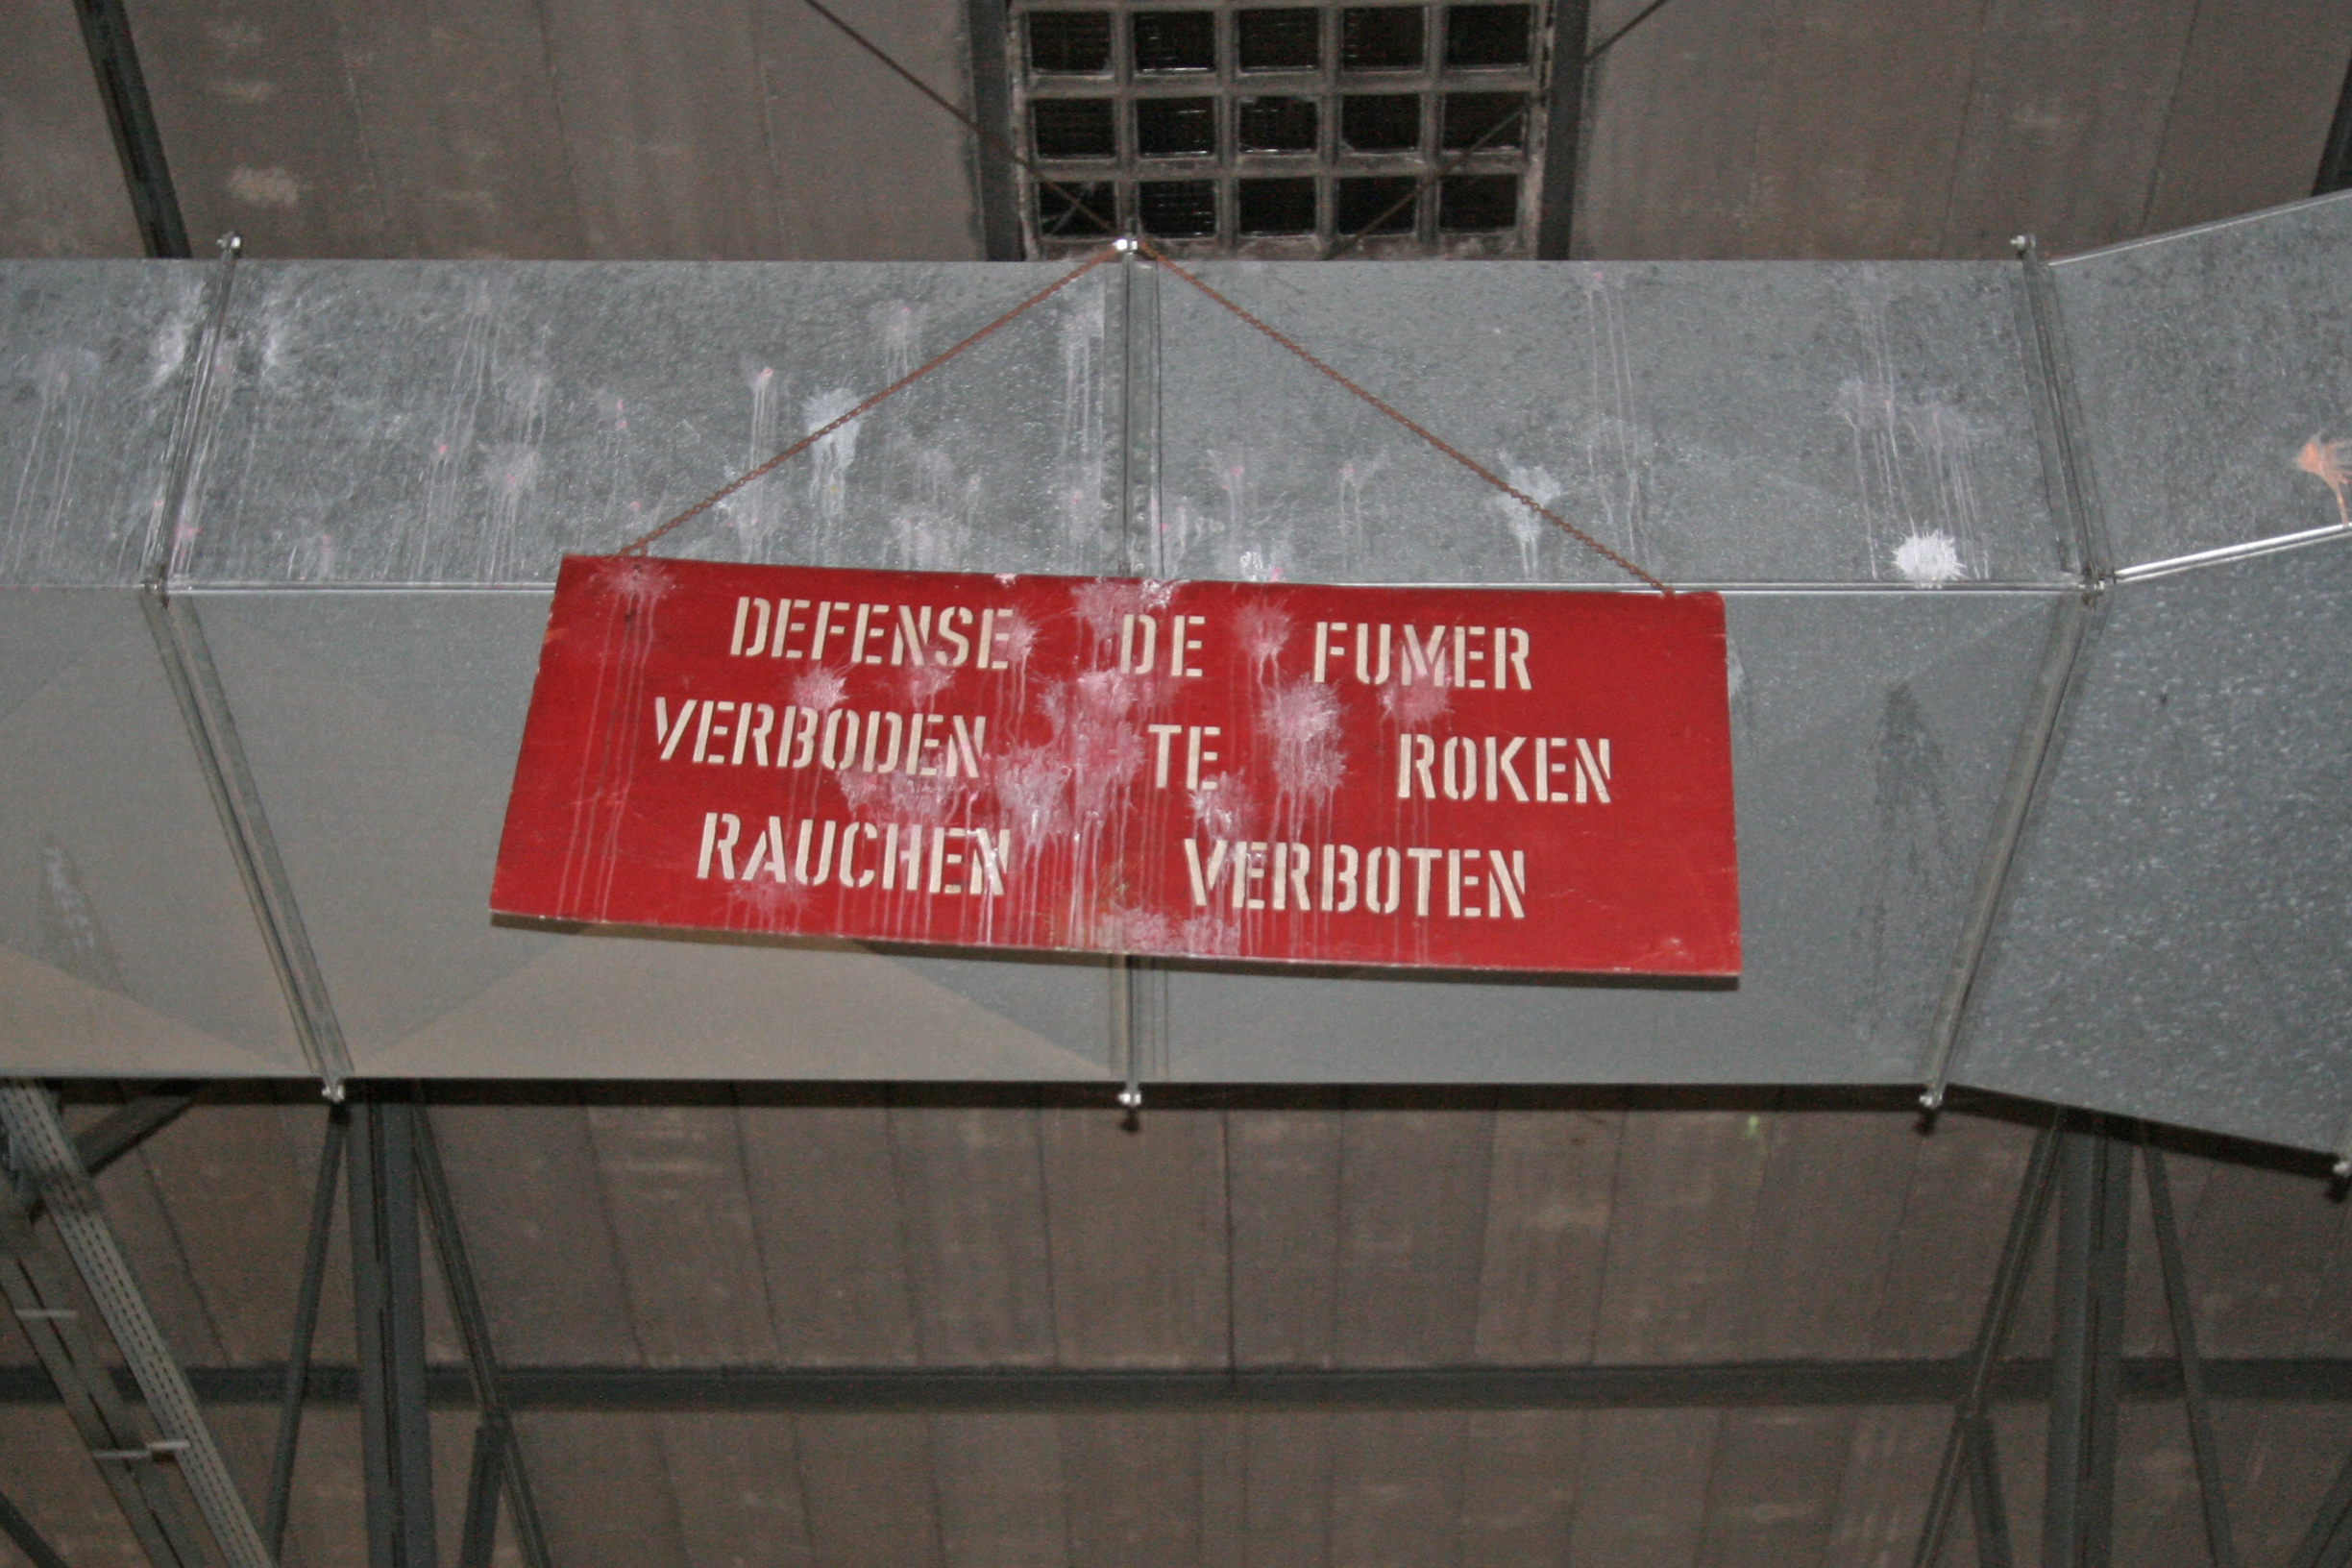 DEFENSE DE FUMER
VERBODEN TE ROKEN
RAUCHEN VERBOTEN